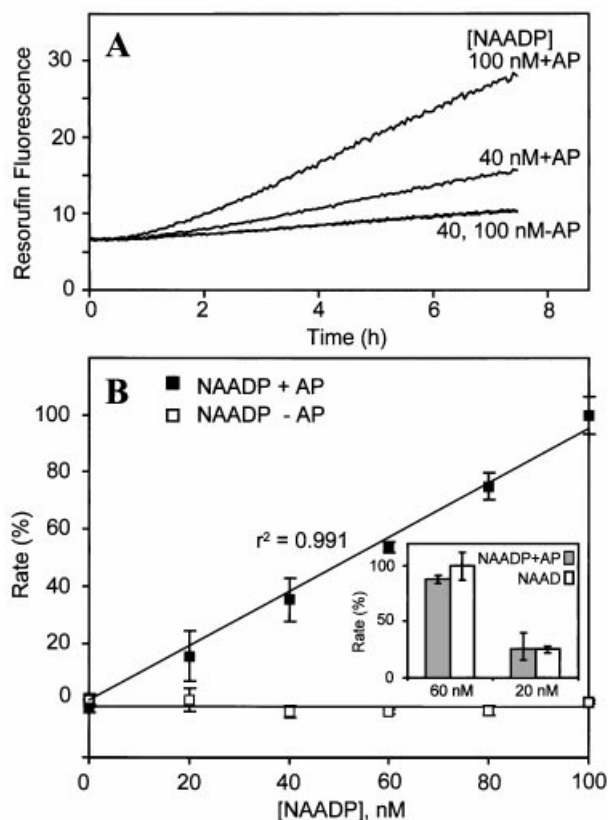 A
[NAADP]
100 nM+AP
40 nM+AP
40, 100 nM-AP
Resorufin Fluorescence
30
20
10
0
0 2 4 6 8
Time (h)
B
NAADP + AP
NAADP - AP
r² = 0.991
Rate (%)
100
80
60
40
20
0
0 20 40 60 80 100
[NAADP], nM
NAADP+AP
NAAD
Rate (%)
100
50
0
60 nM 20 nM